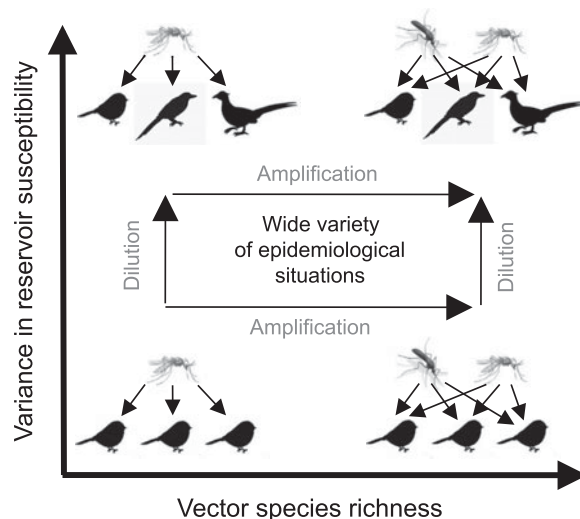 Variance in reservoir susceptibility
Amplification
Dilution
Wide variety
of epidemiological
situations
Dilution
Amplification
Vector species richness